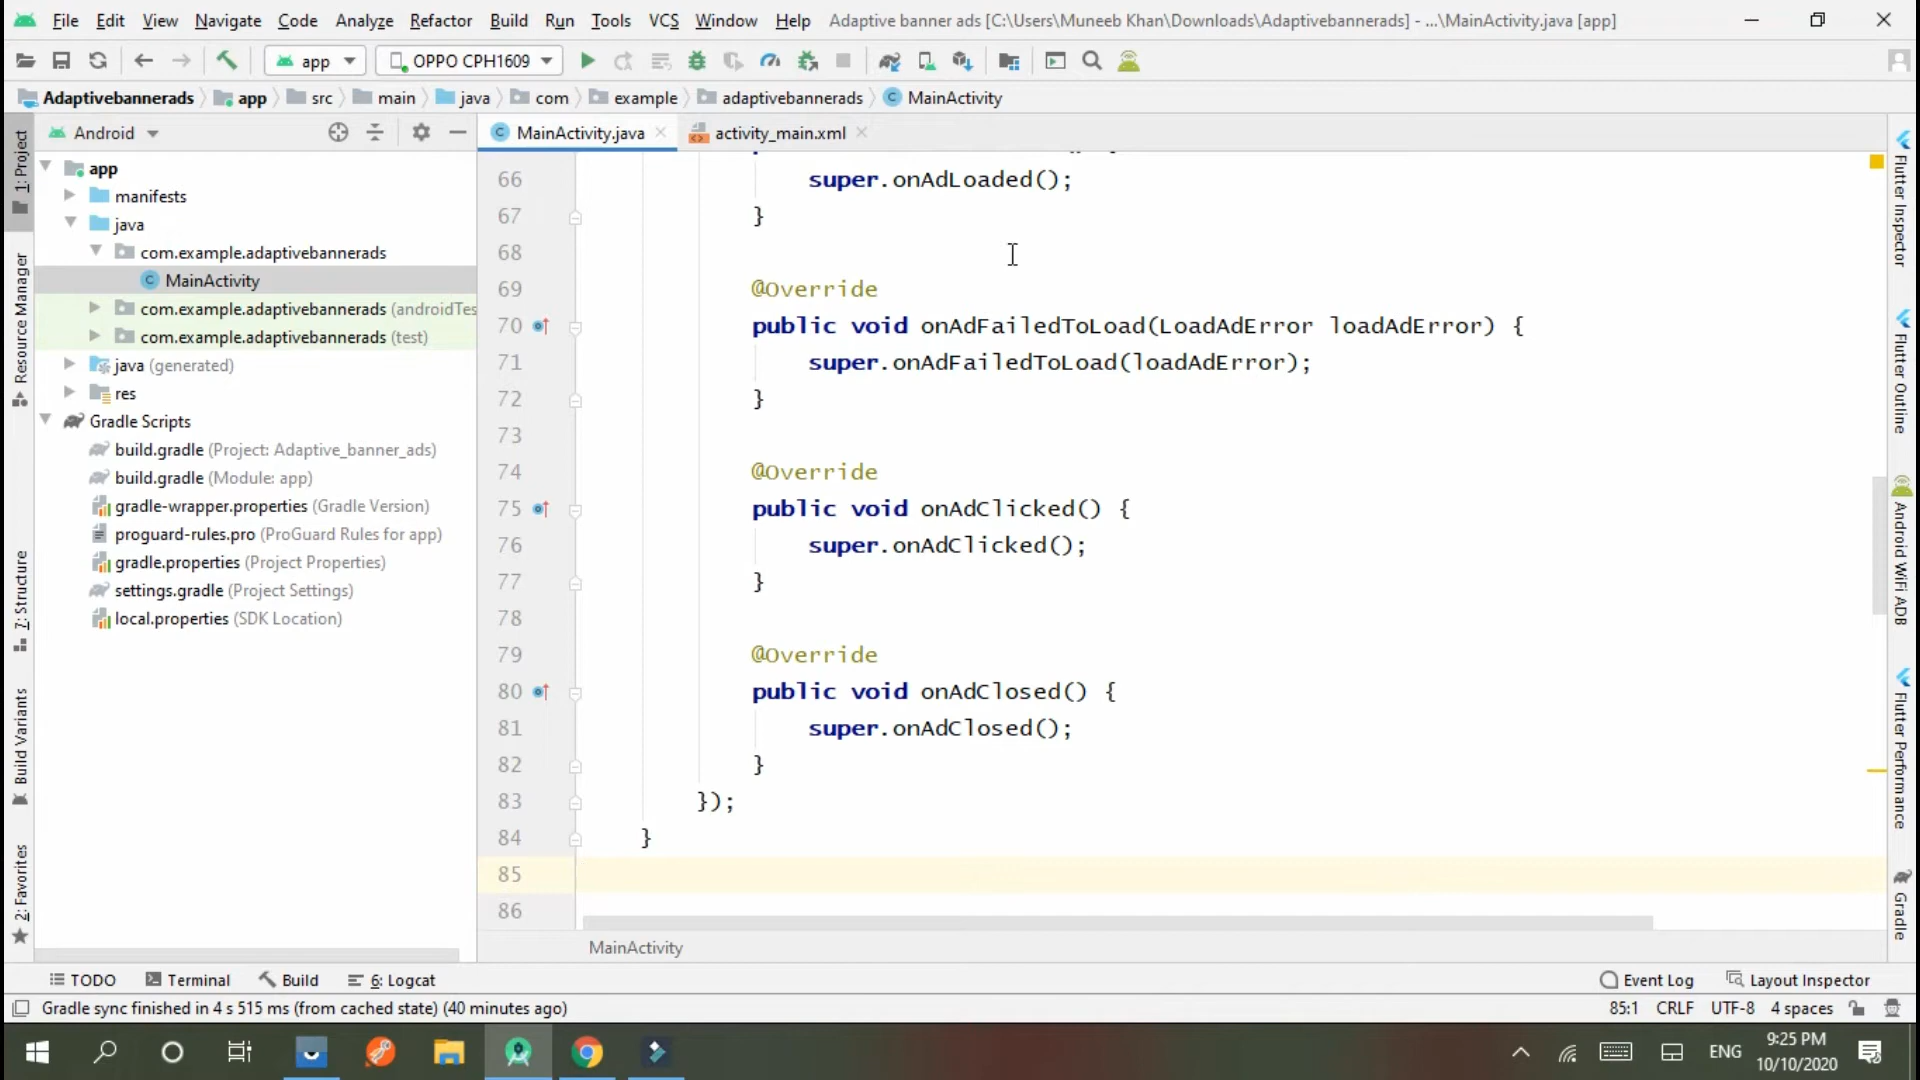 File Edit View Navigate Code Analyze Refactor Build Run Tools VCS Window Help Adaptive banner ads [C:\Users\Muneeb Khan\Downloads\Adaptivebannerads] - ...\MainActivity.java [app]
app OPPO CPH1609
Adaptivebannerads app src main java com example adaptivebannerads MainActivity
1: Project
Resource Manager
7: Structure
Build Variants
2: Favorites
Android
app
manifests
java
com.example.adaptivebannerads
MainActivity
com.example.adaptivebannerads (androidTes
com.example.adaptivebannerads (test)
java (generated)
res
Gradle Scripts
build.gradle (Project: Adaptive_banner_ads)
build.gradle (Module: app)
gradle-wrapper.properties (Gradle Version)
proguard-rules.pro (ProGuard Rules for app)
gradle.properties (Project Properties)
settings.gradle (Project Settings)
local.properties (SDK Location)
MainActivity.java activity_main.xml
66 super.onAdLoaded();
67 }
68
69 @Override
70 public void onAdFailedToLoad(LoadAdError loadAdError) {
71 super.onAdFailedToLoad(loadAdError);
72 }
73
74 @Override
75 public void onAdClicked() {
76 super.onAdClicked();
77 }
78
79 @Override
80 public void onAdClosed() {
81 super.onAdClosed();
82 }
83 });
84 }
85
86
MainActivity
Flutter Inspector
Flutter Outline
Android WiFi ADB
Flutter Performance
Gradle
TODO Terminal Build 6: Logcat Event Log Layout Inspector
Gradle sync finished in 4 s 515 ms (from cached state) (40 minutes ago) 85:1 CRLF UTF-8 4 spaces
ENG 9:25 PM
10/10/2020